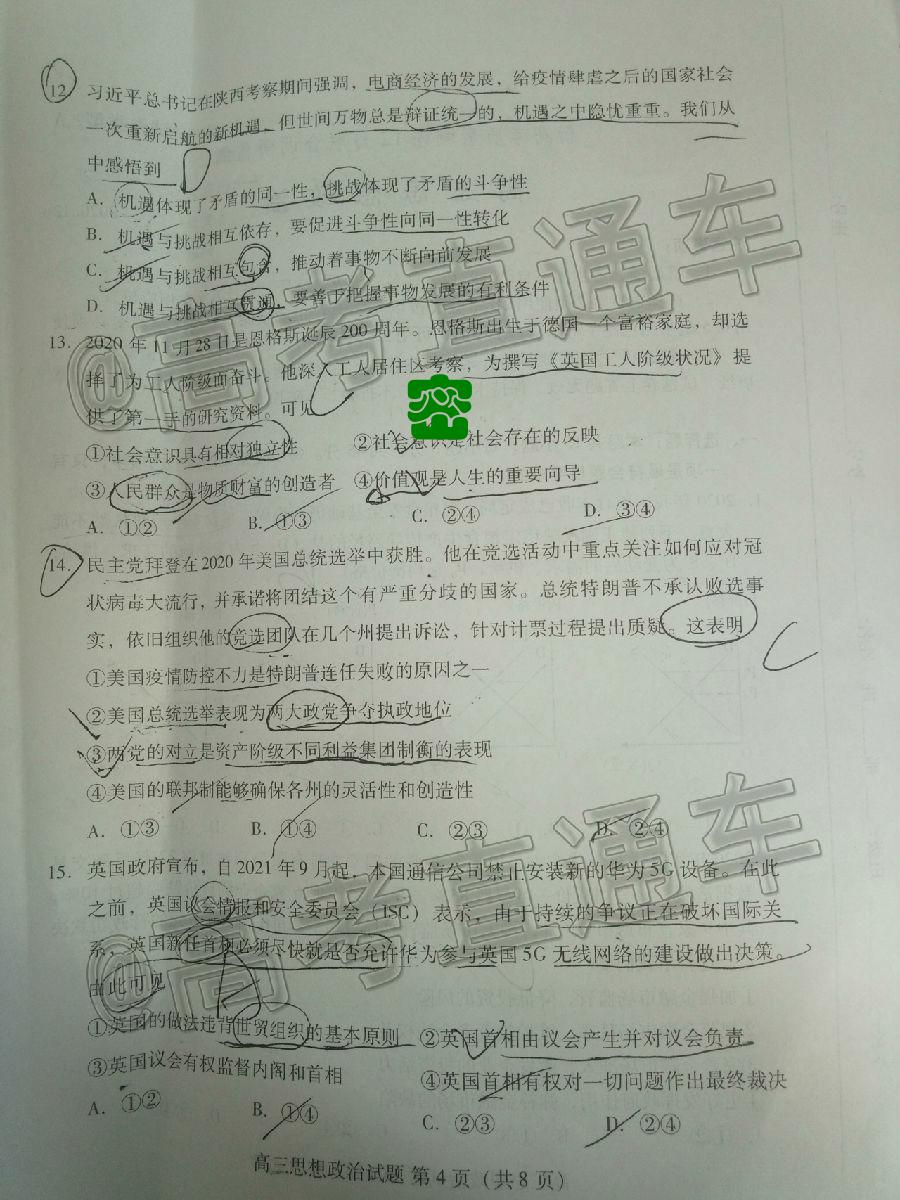 12. 习近平总书记在陕西考察期间强调，电商经济的发展，给疫情肆虐之后的国家社会
一次重新启航的新机遇，但世间万物总是辩证统一的，机遇之中隐忧重重。我们从
中感悟到
A. 机遇体现了矛盾的同一性，挑战体现了矛盾的斗争性
B. 机遇与挑战相互依存，要促进斗争性向同一性转化
C. 机遇与挑战相互包含，推动着事物不断向前发展
D. 机遇与挑战相互贯通，要善于把握事物发展的有利条件
13. 2020年11月28日是恩格斯诞辰200周年。恩格斯出生于德国一个富裕家庭，却选
择了为工人阶级而奋斗。他深入工人居住区考察，为撰写《英国工人阶级状况》提
供了第一手的研究资料。可见
①社会意识具有相对独立性 ②社会意识是社会存在的反映
③人民群众是物质财富的创造者 ④价值观是人生的重要向导
A. ①② B. ①③ C. ②④ D. ③④
14. 民主党拜登在2020年美国总统选举中获胜。他在竞选活动中重点关注如何应对冠
状病毒大流行，并承诺将团结这个有严重分歧的国家。总统特朗普不承认败选事
实，依旧组织他的竞选团队在几个州提出诉讼，针对计票过程提出质疑。这表明
①美国疫情防控不力是特朗普连任失败的原因之一
②美国总统选举表现为两大政党争夺执政地位
③两党的对立是资产阶级不同利益集团制衡的表现
④美国的联邦制能够确保各州的灵活性和创造性
A. ①③ B. ①④ C. ②③ D. ②④
15. 英国政府宣布，自2021年9月起，本国通信公司禁止安装新的华为5G设备。在此
之前，英国议会情报和安全委员会（ISC）表示，由于持续的争议正在破坏国际关
系，英国新任首相必须尽快就是否允许华为参与英国5G无线网络的建设做出决策。
由此可见
①英国的做法违背世贸组织的基本原则 ②英国首相由议会产生并对议会负责
③英国议会有权监督内阁和首相 ④英国首相有权对一切问题作出最终裁决
A. ①② B. ①④ C. ②③ D. ②④
高三思想政治试题 第4页（共8页）
@高考直通车
@高考直通车